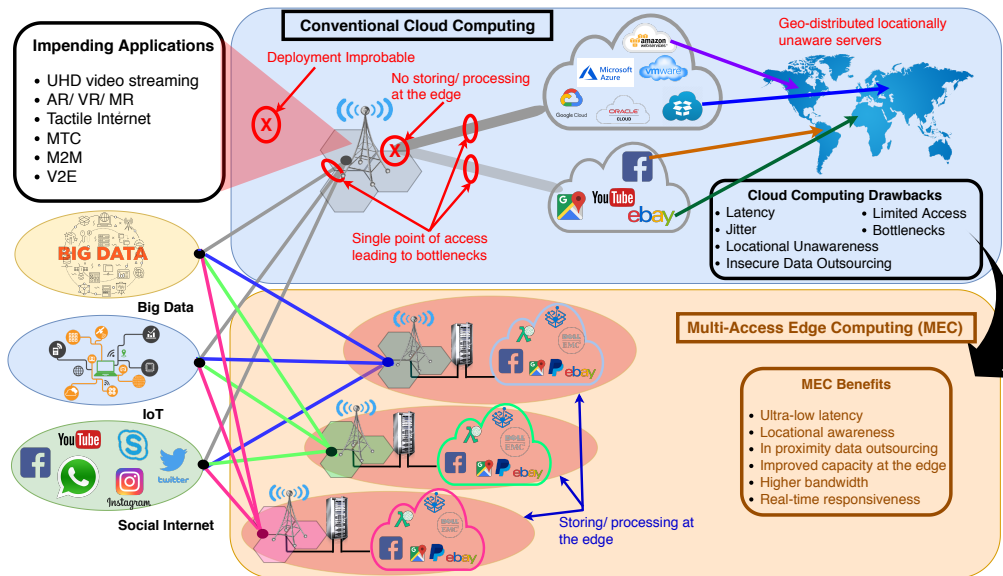 Conventional Cloud Computing
Impending Applications
• UHD video streaming
• AR/ VR/ MR
• Tactile Internet
• MTC
• M2M
• V2E
Deployment Improbable
X
No storing/ processing
at the edge
X
Single point of access
leading to bottlenecks
amazon
webservices
Microsoft
Azure
vmware
Google Cloud
ORACLE
CLOUD
You Tube
ebay
Geo-distributed locationally
unaware servers
Cloud Computing Drawbacks
• Latency
• Jitter
• Locational Unawareness
• Insecure Data Outsourcing
• Limited Access
• Bottlenecks
BIG DATA
Big Data
IoT
You Tube
twitter
Instagram
Social Internet
Multi-Access Edge Computing (MEC)
DELL
EMC
ebay
DELL
EMC
ebay
DELL
EMC
ebay
Storing/ processing at
the edge
MEC Benefits
• Ultra-low latency
• Locational awareness
• In proximity data outsourcing
• Improved capacity at the edge
• Higher bandwidth
• Real-time responsiveness